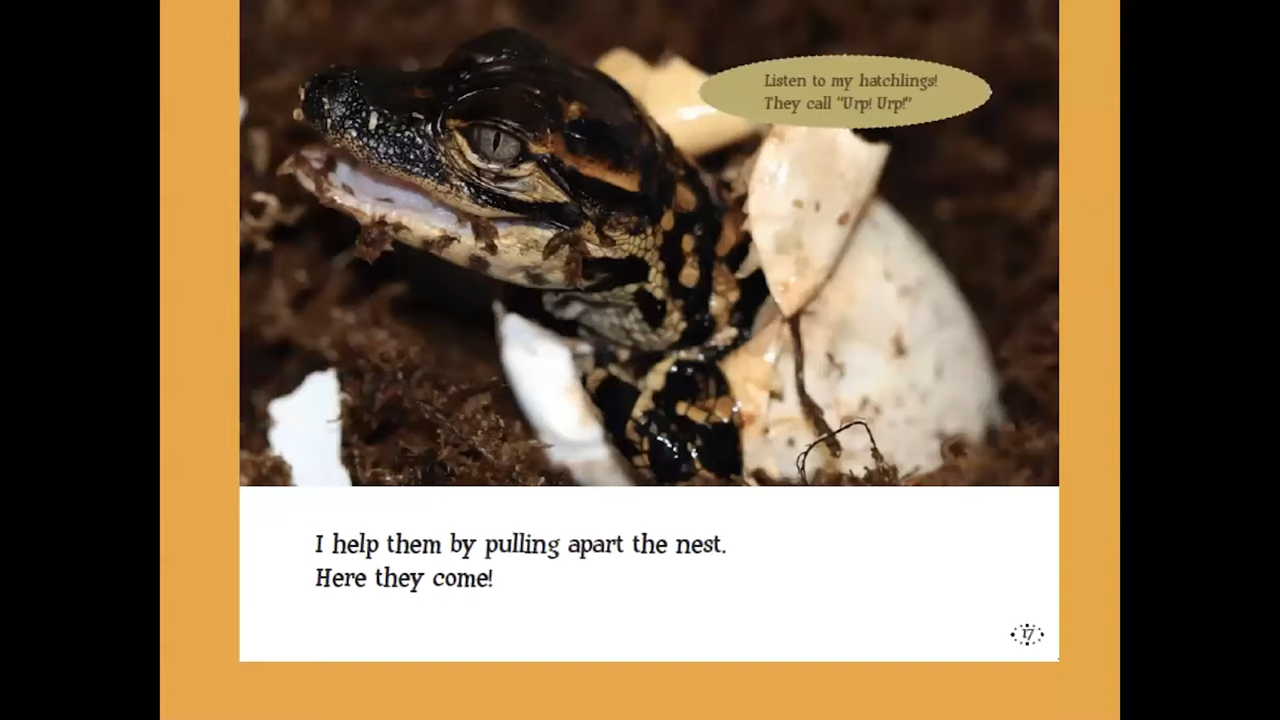 Listen to my hatchlings!
They call "Urp! Urp!"
I help them by pulling apart the nest.
Here they come!
17